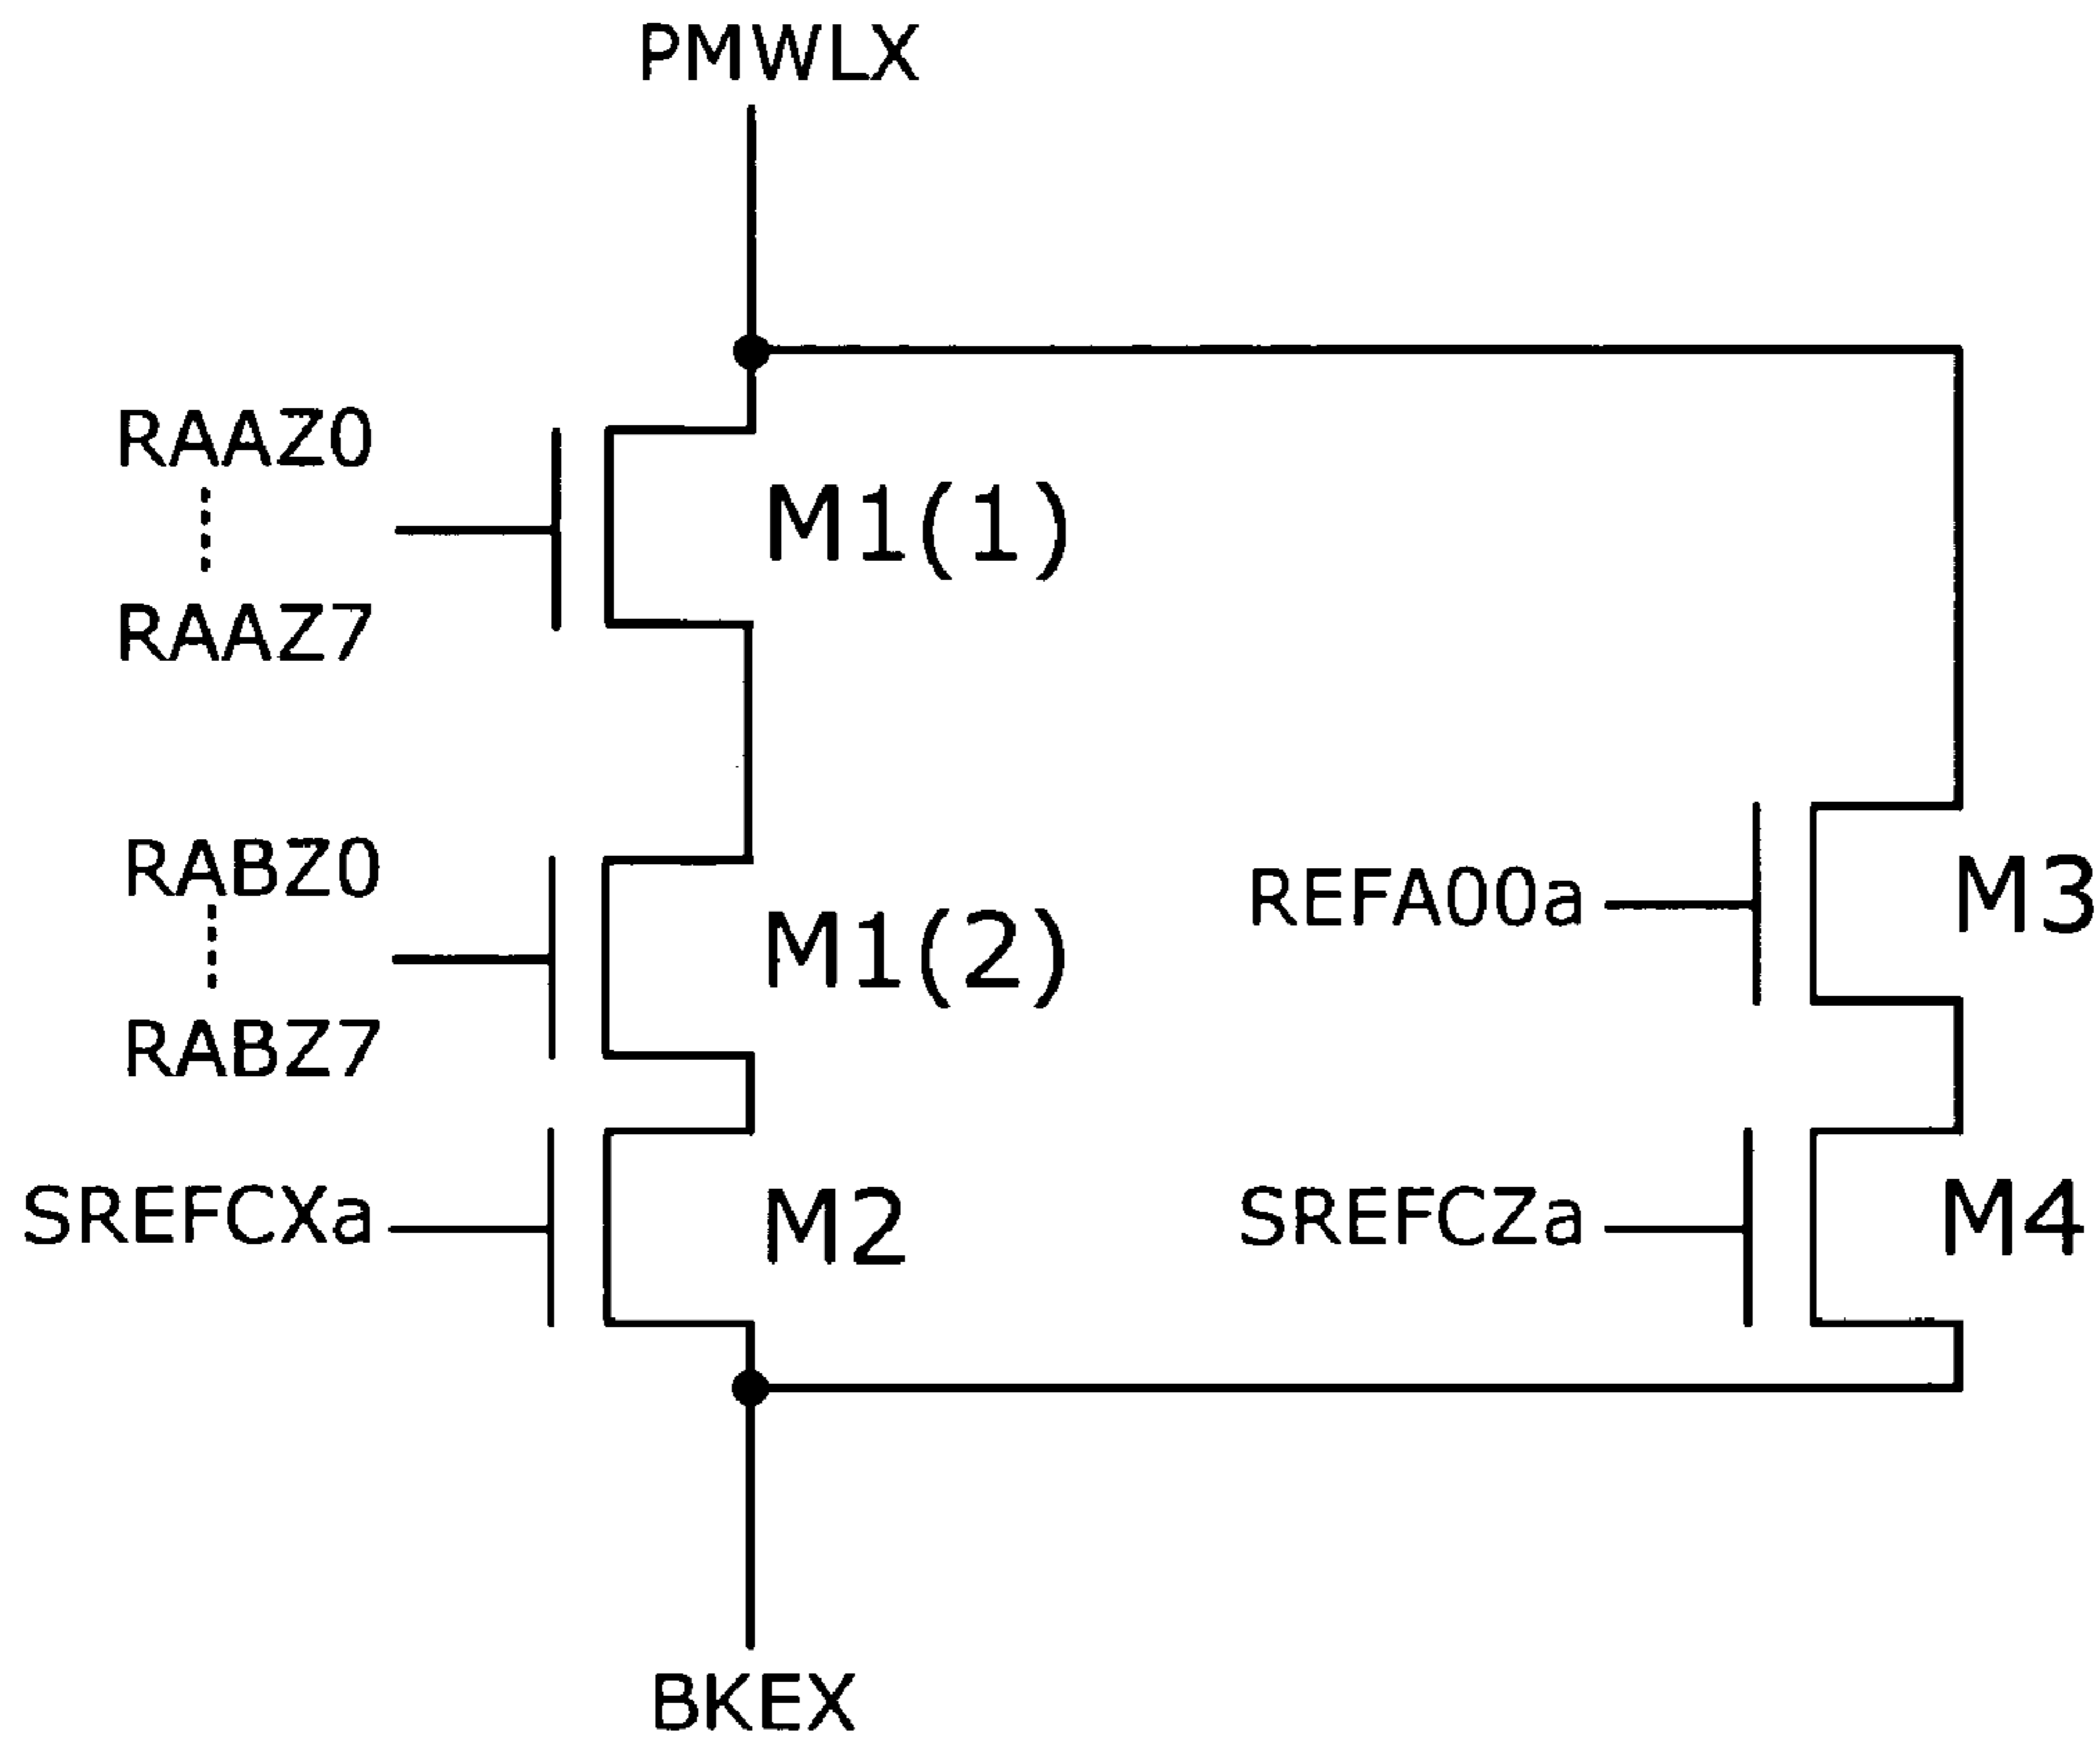 PMWLX
RAAZ0
M1(1)
RAAZ7
RABZ0
REFA00a
M3
M1(2)
RABZ7
SREFCXa
M2
SREFCZa
M4
BKEX